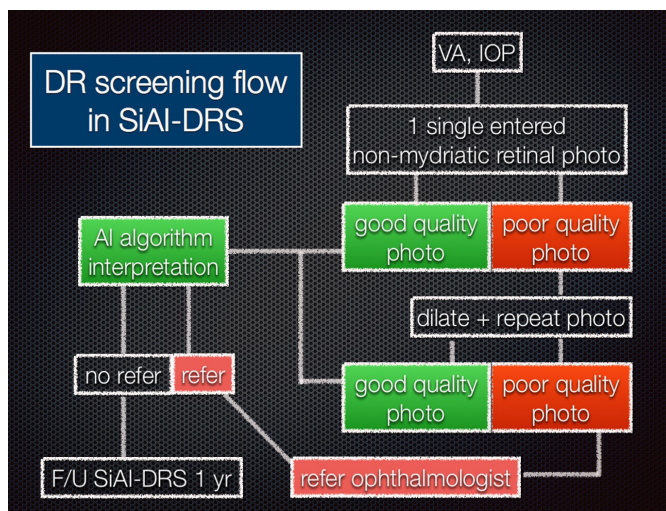 DR screening flow
in SiAI-DRS
VA, IOP
1 single entered
non-mydriatic retinal photo
good quality
photo
poor quality
photo
AI algorithm
interpretation
dilate + repeat photo
no refer
refer
good quality
photo
poor quality
photo
F/U SiAI-DRS 1 yr
refer ophthalmologist